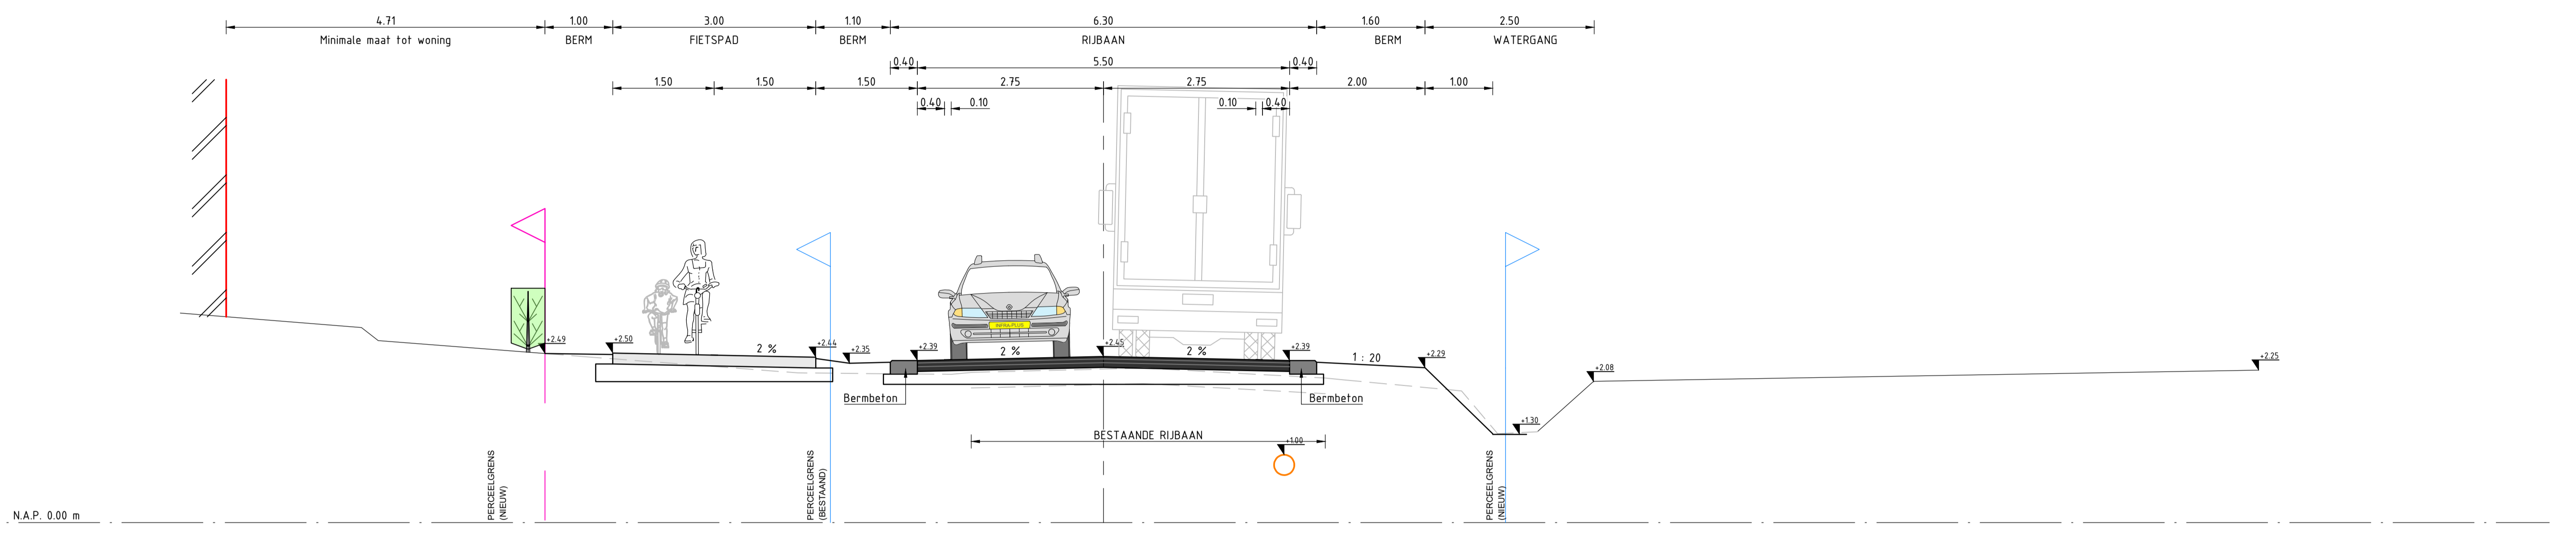 4.71 1.00 3.00 1.10 6.30 1.60 2.50
Minimale maat tot woning BERM FIETSPAD BERM RIJBAAN BERM WATERGANG
0.40 5.50 0.40
1.50 1.50 1.50 2.75 2.75 2.00 1.00
0.40 0.10 0.10 0.40
INFRA-PLUS
+2.49 +2.50 2 % +2.44 +2.35 +2.39 2 % +2.45 2 % +2.39 1 : 20 +2.29 +2.08 +2.25
Bermbeton Bermbeton
+1.30
BESTAANDE RIJBAAN
+1.00
PERCEELGRENS
(NIEUW)
PERCEELGRENS
(BESTAAND)
PERCEELGRENS
(NIEUW)
N.A.P. 0.00 m